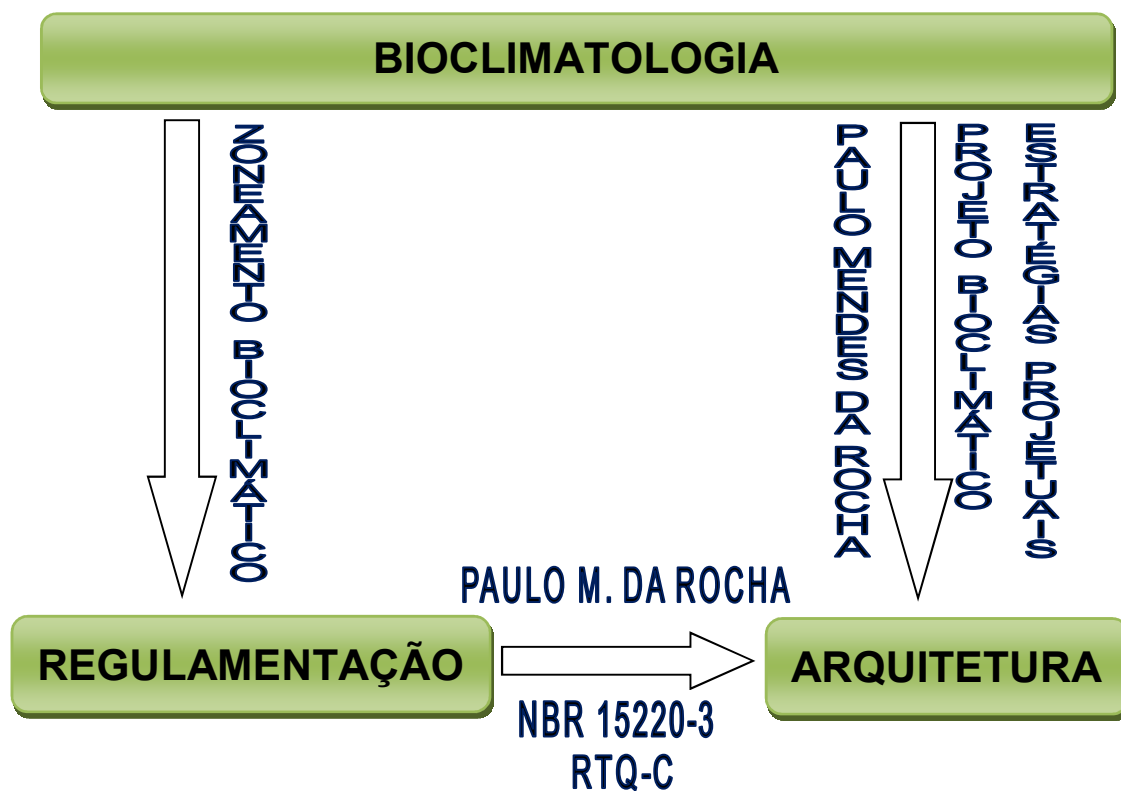 BIOCLIMATOLOGIA
ZONEAMENTO BIOCLIMÁTICO
PAULO MENDES DA ROCHA
PROJETO BIOCLIMÁTICO
ESTRATÉGIAS PROJETUAIS
PAULO M. DA ROCHA
REGULAMENTAÇÃO
ARQUITETURA
NBR 15220-3
RTQ-C